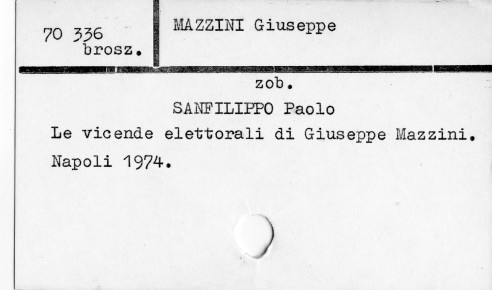 70 336
brosz.
MAZZINI Giuseppe
zob.
SANFILIPPO Paolo
Le vicende elettorali di Giuseppe Mazzini.
Napoli 1974.